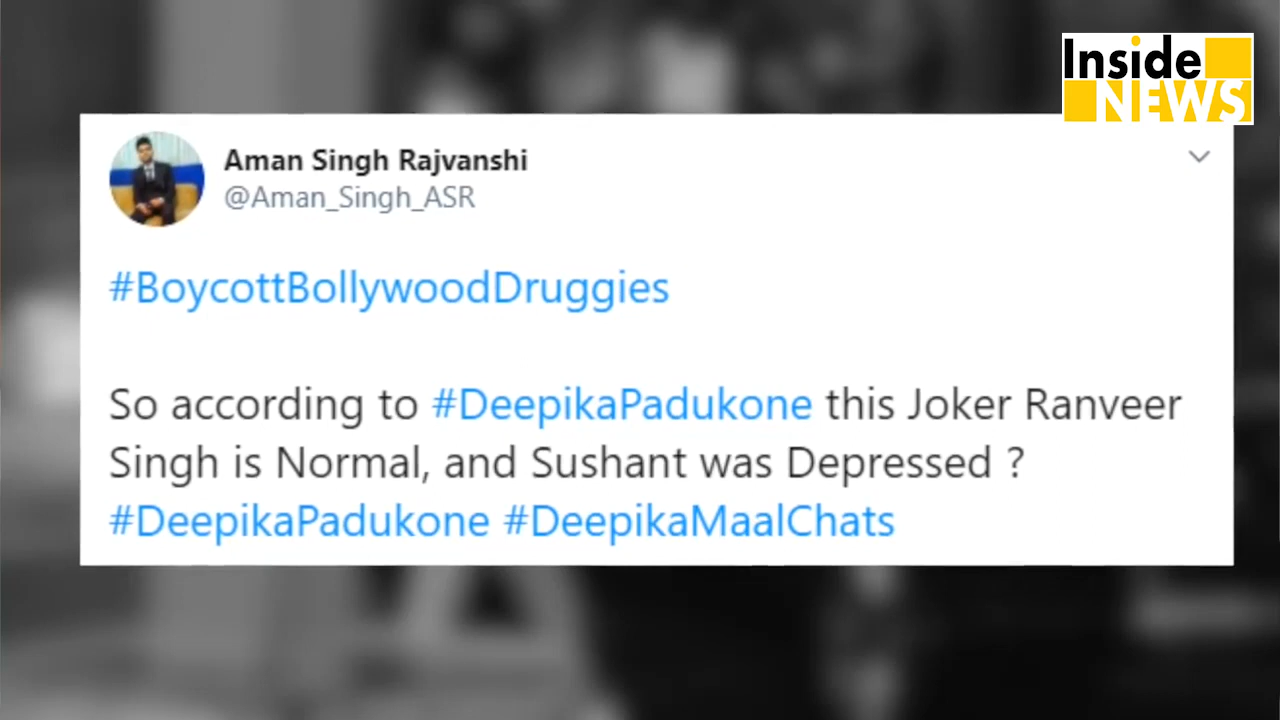 Inside
NEWS
Aman Singh Rajvanshi
@Aman_Singh_ASR
#BoycottBollywoodDruggies
So according to #DeepikaPadukone this Joker Ranveer
Singh is Normal, and Sushant was Depressed ?
#DeepikaPadukone #DeepikaMaalChats